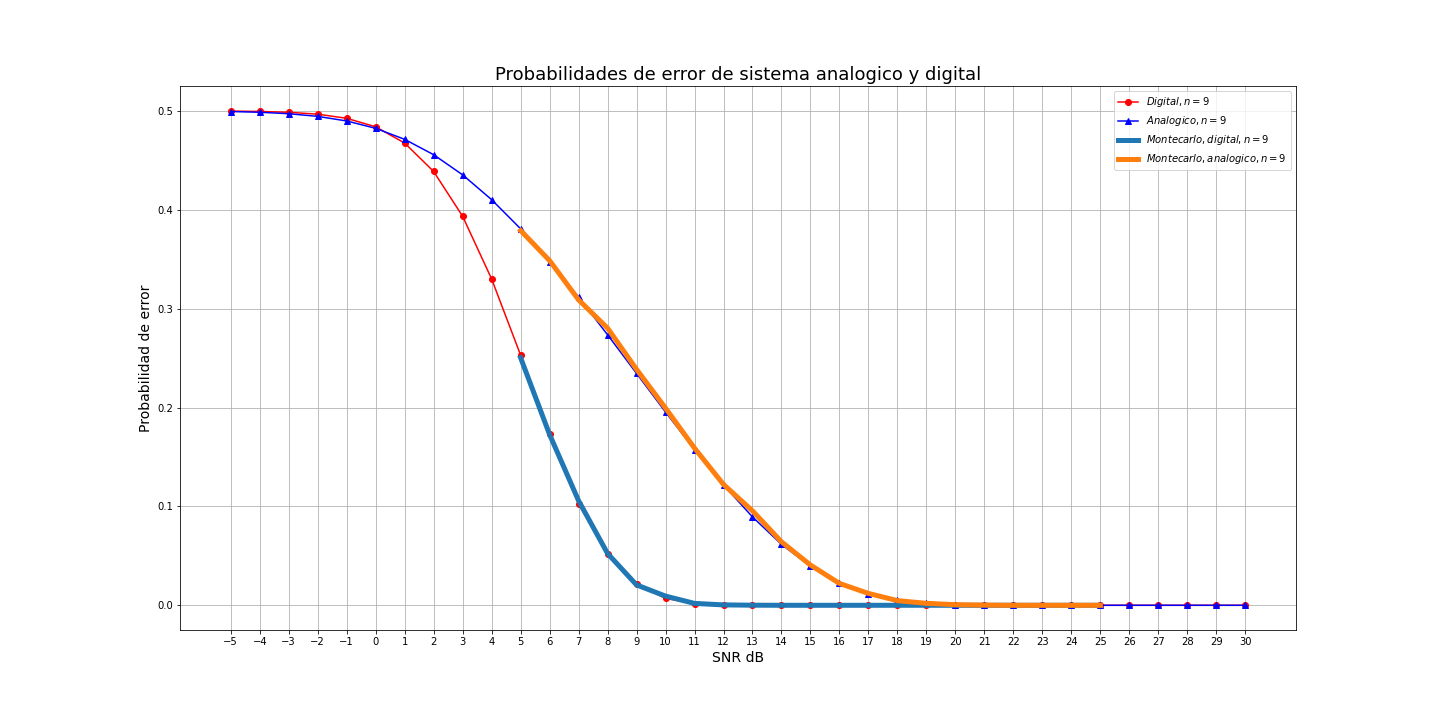 Probabilidades de error de sistema analogico y digital
Digital, n = 9
Analogico, n = 9
Montecarlo, digital, n = 9
Montecarlo, analogico, n = 9
Probabilidad de error
0.5
0.4
0.3
0.2
0.1
0.0
−5 −4 −3 −2 −1 0 1 2 3 4 5 6 7 8 9 10 11 12 13 14 15 16 17 18 19 20 21 22 23 24 25 26 27 28 29 30
SNR dB